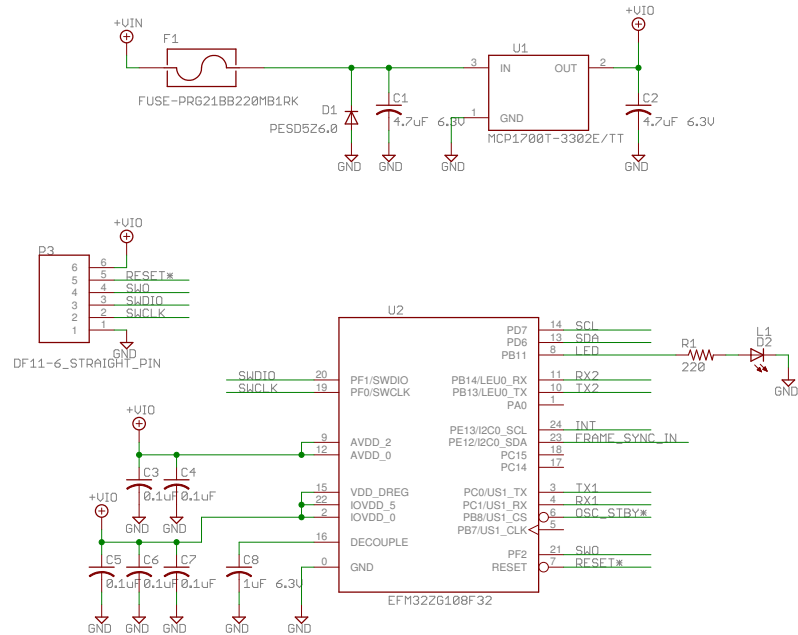 +VIN
+VIO
F1
FUSE-PRG21BB220MB1RK
D1
PESD5Z6.0
C1
4.7uF 6.3V
U1
3 IN OUT 2
1 GND
MCP1700T-3302E/TT
C2
4.7uF 6.3V
GND GND GND GND
+VIO
P3
6 6
5 5 RESET*
4 4 SWO
3 3 SWDIO
2 2 SWCLK
1 1
GND
DF11-6_STRAIGHT_PIN
U2
SWDIO 20 PF1/SWDIO
SWCLK 19 PF0/SWCLK
9 AVDD_2
12 AVDD_0
15 VDD_DREG
22 IOVDD_5
2 IOVDD_0
16 DECOUPLE
0 GND
PD7 14 SCL
PD6 13 SDA
PB11 8 LED
PB14/LEU0_RX 11 RX2
PB13/LEU0_TX 10 TX2
PA0 1
PE13/I2C0_SCL 24 INT
PE12/I2C0_SDA 23 FRAME_SYNC_IN
PC15 18
PC14 17
PC0/US1_TX 3 TX1
PC1/US1_RX 4 RX1
PB8/US1_CS 6 OSC_STBY*
PB7/US1_CLK 5
PF2 21 SWO
RESET 7 RESET*
EFM32ZG108F32
R1
220
L1
D2
GND
+VIO
C3
0.1uF
C4
0.1uF
GND GND
+VIO
C5
0.1uF
C6
0.1uF
C7
0.1uF
C8
1uF 6.3V
GND GND GND GND GND